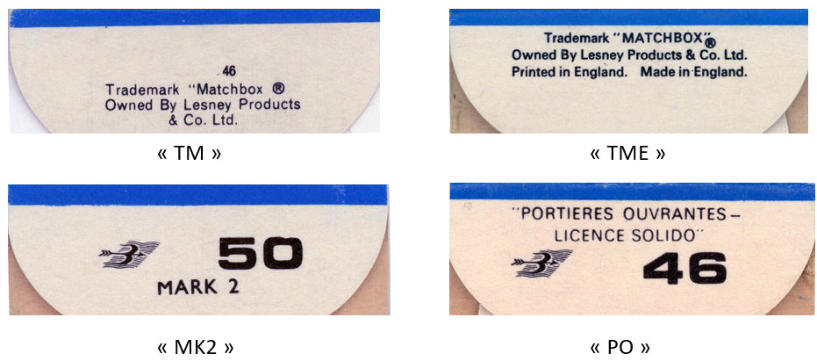 46
Trademark "Matchbox ®
Owned By Lesney Products
& Co. Ltd.
« TM »
Trademark "MATCHBOX"®
Owned By Lesney Products & Co. Ltd.
Printed in England. Made in England.
« TME »
50
MARK 2
« MK2 »
"PORTIERES OUVRANTES –
LICENCE SOLIDO"
46
« PO »